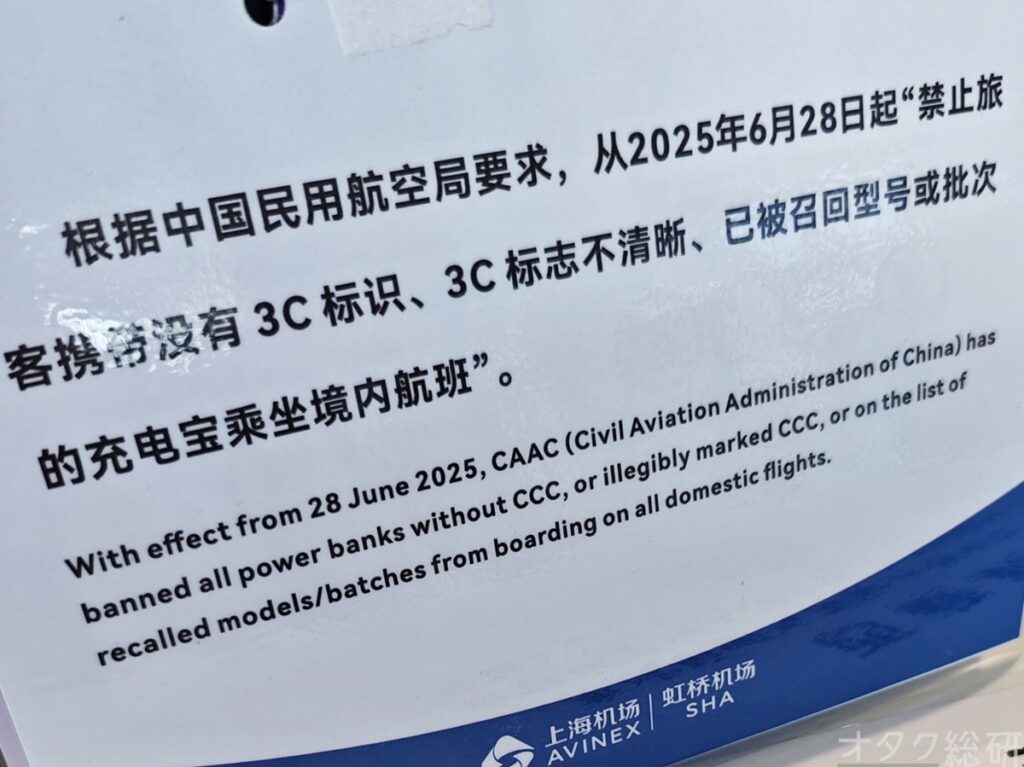 根据中国民用航空局要求，从2025年6月28日起“禁止旅
客携带没有 3C 标识、3C 标志不清晰、已被召回型号或批次
的充电宝乘坐境内航班”。
With effect from 28 June 2025, CAAC (Civil Aviation Administration of China) has
banned all power banks without CCC, or illegibly marked CCC, or on the list of
recalled models/batches from boarding on all domestic flights.
上海机场 | 虹桥机场
AVINEX SHA
オタク総研